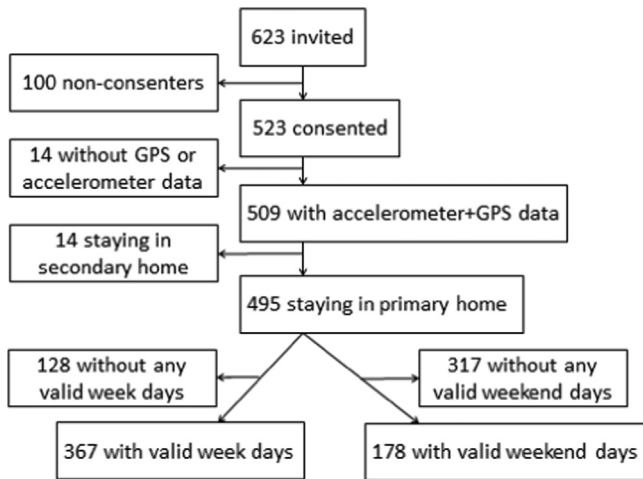 623 invited
100 non-consenters
523 consented
14 without GPS or
accelerometer data
509 with accelerometer+GPS data
14 staying in
secondary home
495 staying in primary home
128 without any
valid week days
317 without any
valid weekend days
367 with valid week days
178 with valid weekend days